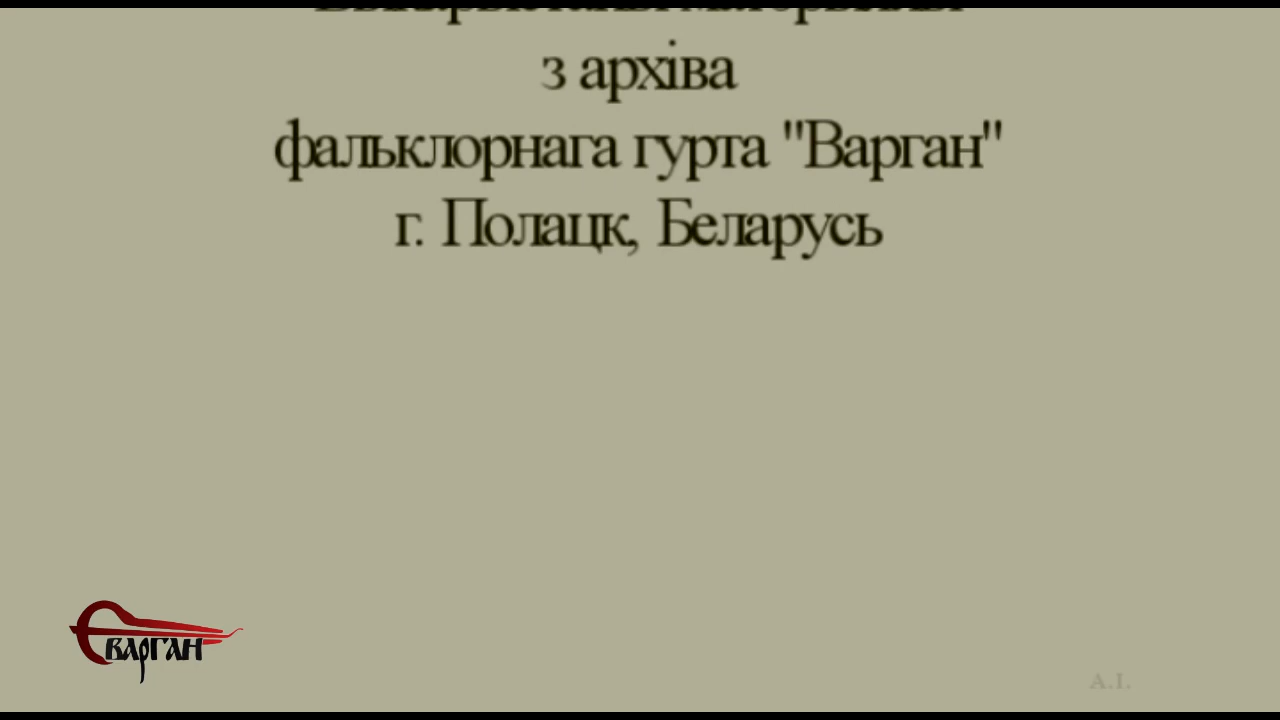 з архіва
фальклорнага гурта "Варган"
г. Полацк, Беларусь
ВАРГАН
A.I.